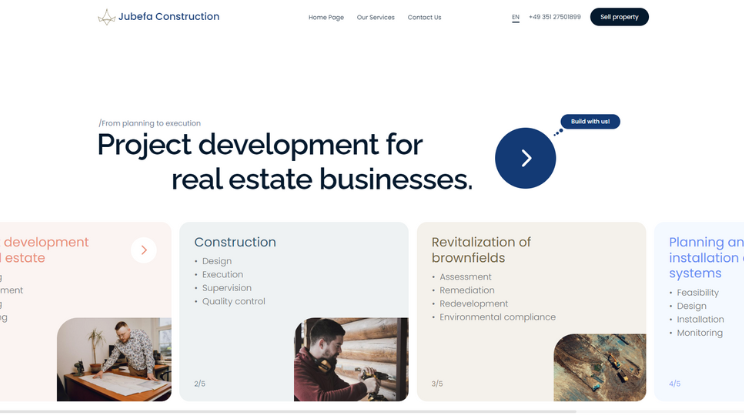 Jubefa Construction
Home Page
Our Services
Contact Us
EN
+49 351 27501899
Sell property
/From planning to execution
Build with us!
Project development for
real estate businesses.
development
Construction
• Design
• Execution
• Supervision
• Quality control
2/5
Revitalization of
brownfields
• Assessment
• Remediation
• Redevelopment
• Environmental compliance
3/5
Planning an
installation
systems
• Feasibility
• Design
• Installation
• Monitoring
4/5